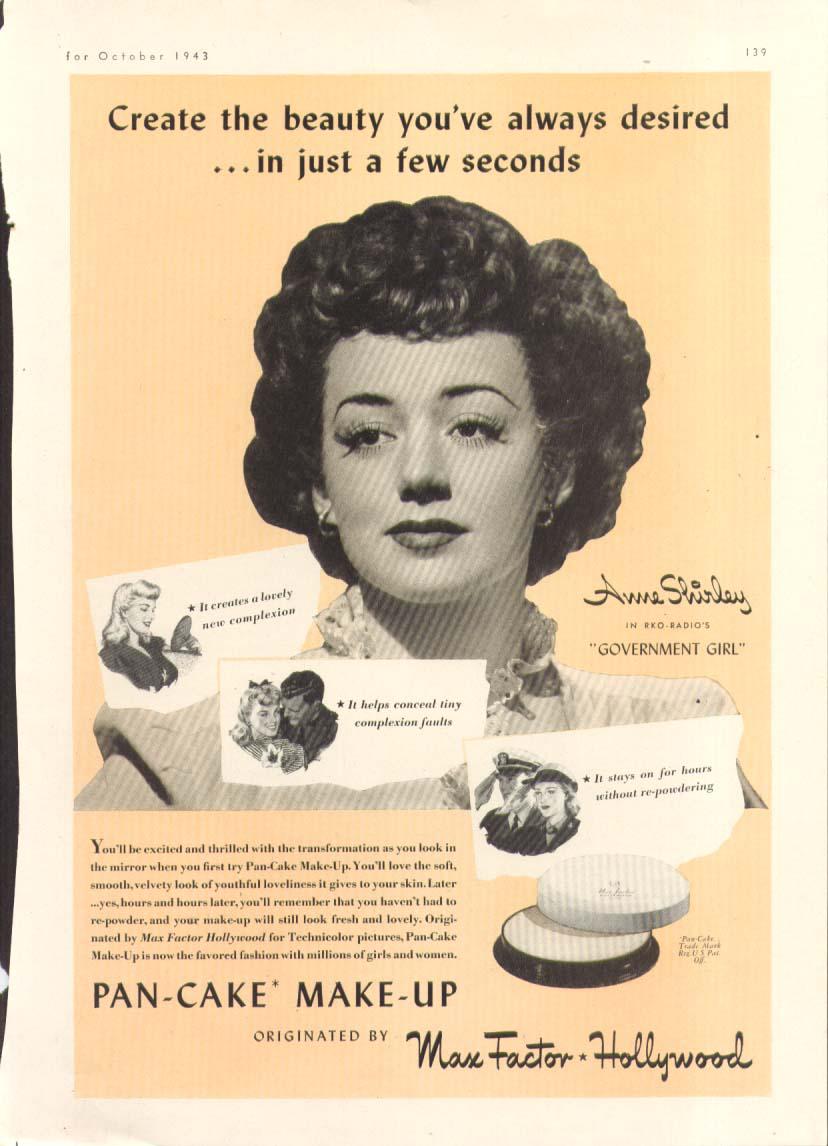 for October 1943
139
Create the beauty you've always desired
...in just a few seconds
Anne Shirley
IN RKO-RADIO'S
"GOVERNMENT GIRL"
★ It creates a lovely
new complexion
★ It helps conceal tiny
complexion faults
★ It stays on for hours
without re-powdering
You'll be excited and thrilled with the transformation as you look in
the mirror when you first try Pan-Cake Make-Up. You'll love the soft,
smooth, velvety look of youthful loveliness it gives to your skin. Later
...yes, hours and hours later, you'll remember that you haven't had to
re-powder, and your make-up will still look fresh and lovely. Origi-
nated by Max Factor Hollywood for Technicolor pictures, Pan-Cake
Make-Up is now the favored fashion with millions of girls and women.
Max Factor
*Pan-Cake
Trade Mark
Reg. U S Pat.
Off.
PAN-CAKE* MAKE-UP
ORIGINATED BY
Max Factor ★ Hollywood